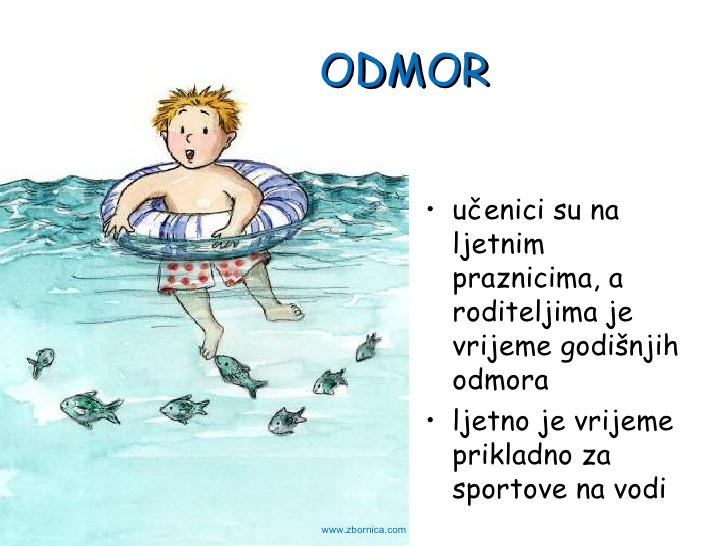 ODMOR
• učenici su na
ljetnim
praznicima, a
roditeljima je
vrijeme godišnjih
odmora
• ljetno je vrijeme
prikladno za
sportove na vodi
www.zbornica.com